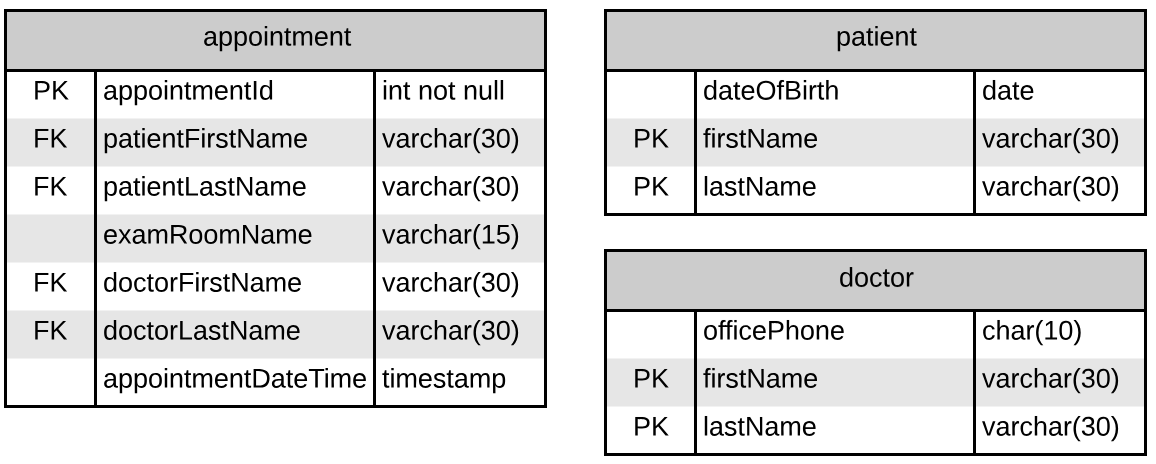 appointment
PK appointmentId int not null
FK patientFirstName varchar(30)
FK patientLastName varchar(30)
examRoomName varchar(15)
FK doctorFirstName varchar(30)
FK doctorLastName varchar(30)
appointmentDateTime timestamp
patient
dateOfBirth date
PK firstName varchar(30)
PK lastName varchar(30)
doctor
officePhone char(10)
PK firstName varchar(30)
PK lastName varchar(30)